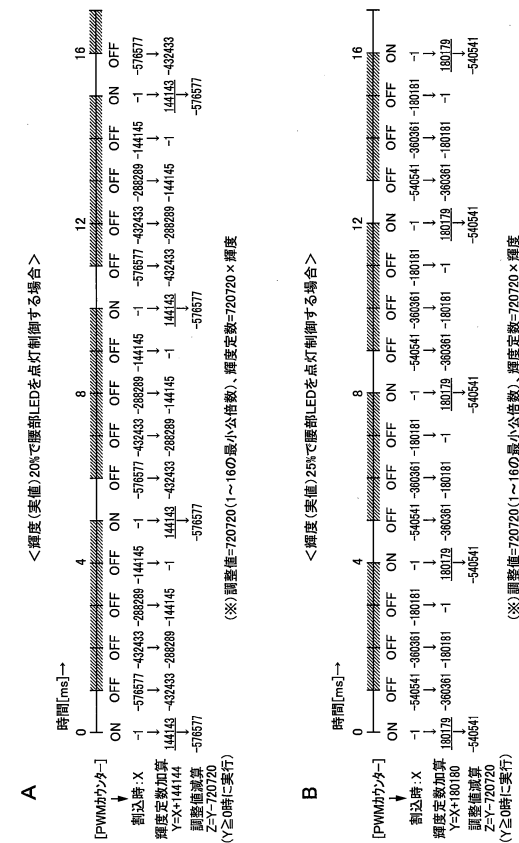 A
<輝度(実値)20%で腰部LEDを点灯制御する場合>
時間[ms]→
0 4 8 12 16
[PWMカウンター] ON OFF OFF OFF OFF ON OFF OFF OFF OFF ON OFF OFF OFF OFF ON OFF
割込時:X -1 -576577 -432433 -288289 -144145 -1 -576577 -432433 -288289 -144145 -1 -576577 -432433 -288289 -144145 -1 -576577
↓ ↓ ↓ ↓ ↓ ↓ ↓ ↓ ↓ ↓ ↓ ↓ ↓ ↓ ↓ ↓ ↓
輝度定数加算
Y=X+144144 144143 -432433 -288289 -144145 -1 144143 -432433 -288289 -144145 -1 144143 -432433 -288289 -144145 -1 144143 -432433
調整値減算
Z=Y-720720 -576577 -576577 -576577 -576577
(Y≧0時に実行)
(※)調整値=720720(1~16の最小公倍数)、輝度定数=720720×輝度
B
<輝度(実値)25%で腰部LEDを点灯制御する場合>
時間[ms]→
0 4 8 12 16
[PWMカウンター] ON OFF OFF OFF ON OFF OFF OFF ON OFF OFF OFF ON OFF OFF OFF ON
割込時:X -1 -540541 -360361 -180181 -1 -540541 -360361 -180181 -1 -540541 -360361 -180181 -1 -540541 -360361 -180181 -1
↓ ↓ ↓ ↓ ↓ ↓ ↓ ↓ ↓ ↓ ↓ ↓ ↓ ↓ ↓ ↓ ↓
輝度定数加算
Y=X+180180 180179 -360361 -180181 -1 180179 -360361 -180181 -1 180179 -360361 -180181 -1 180179 -360361 -180181 -1 180179
調整値減算
Z=Y-720720 -540541 -540541 -540541 -540541 -540541
(Y≧0時に実行)
(※)調整値=720720(1~16の最小公倍数)、輝度定数=720720×輝度